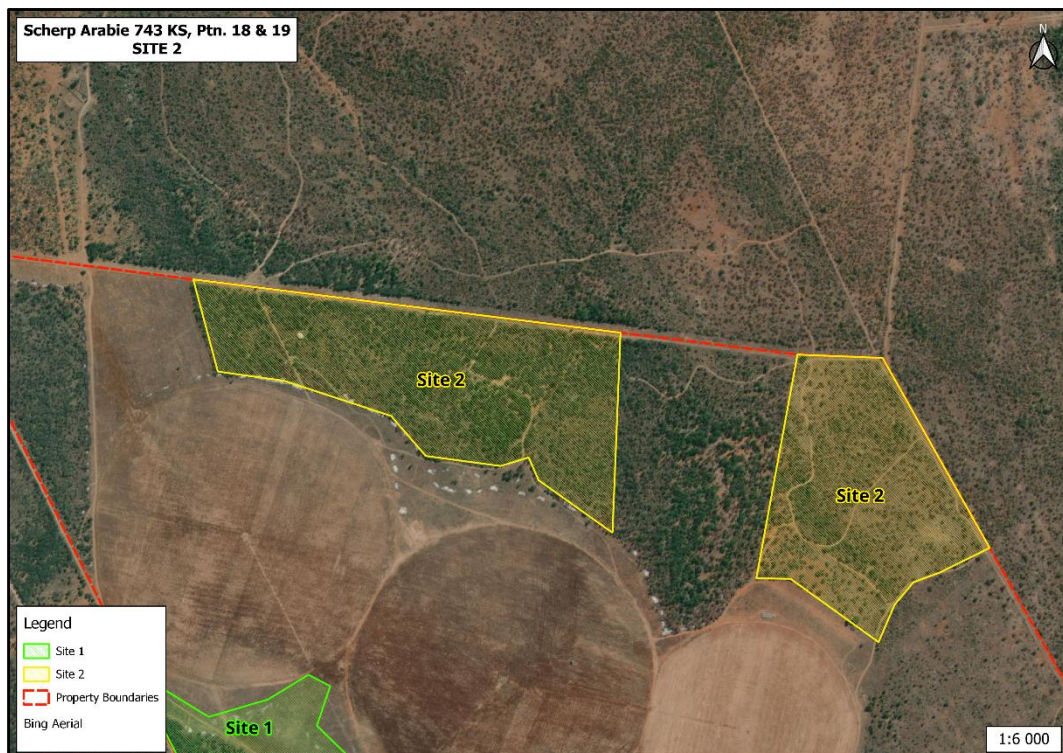 Scherp Arabie 743 KS, Ptn. 18 & 19
SITE 2
N
Site 2
Site 2
Site 1
Legend
Site 1
Site 2
Property Boundaries
Bing Aerial
1:6 000